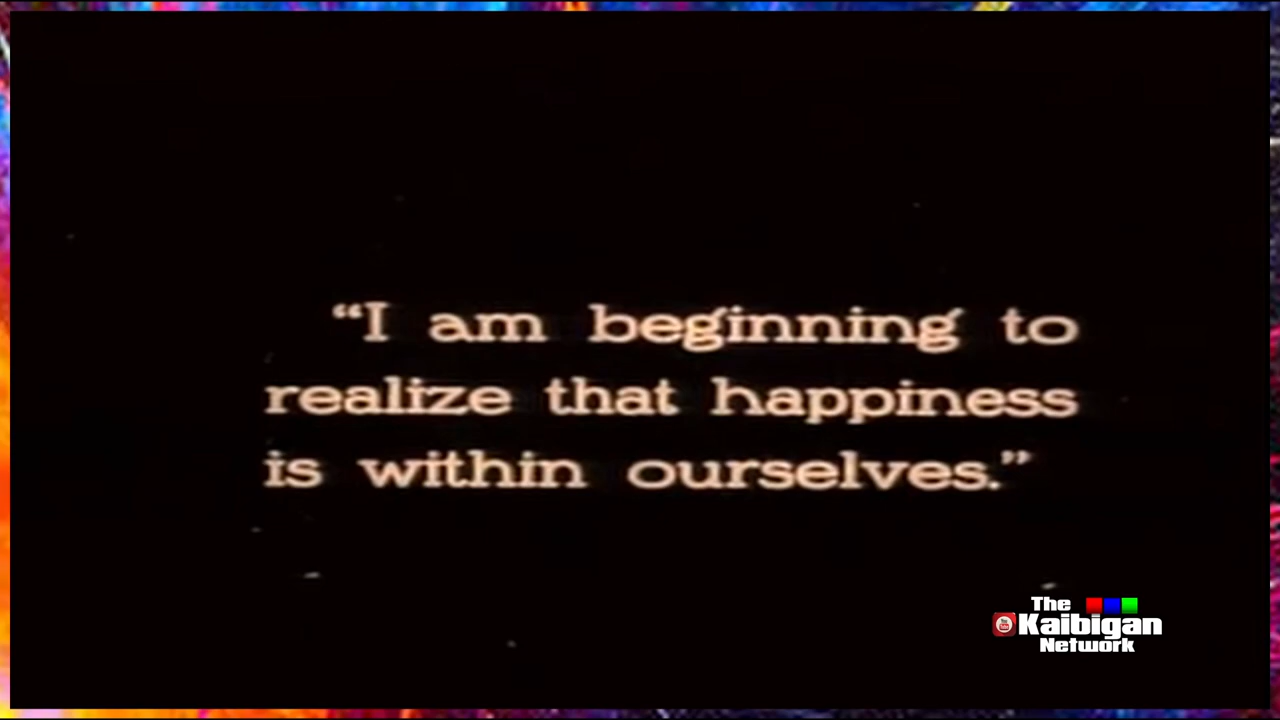 “I am beginning to
realize that happiness
is within ourselves.”
The
Kaibigan
Network